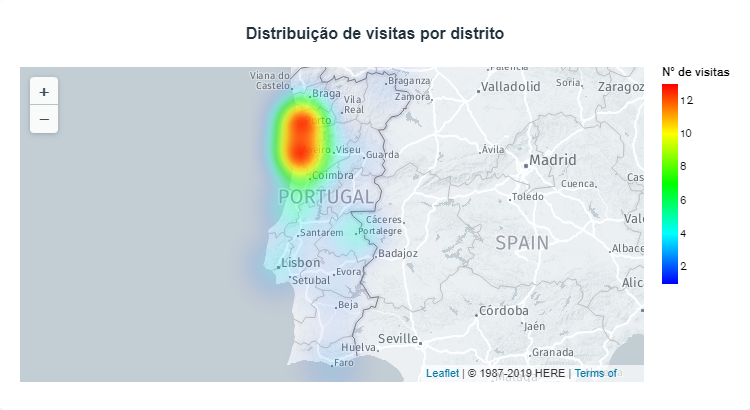 Distribuição de visitas por distrito
+
−
Viana do
Castelo
Braga
Vila
Real
Braganza
Zamora
Palencia
Valladolid
Soria
Zaragoz
Porto
Viseu
Guarda
Coimbra
PORTUGAL
Ávila
Madrid
Cuenca
Toledo
Cas
Cáceres
Portalegre
Santarem
Lisbon
Setubal
Evora
Badajoz
SPAIN
Vale
Albace
Alic
Beja
Córdoba
Jaén
Seville
Huelva
Granada
Faro
Málaga
Leaflet | © 1987-2019 HERE | Terms of
N° de visitas
12
10
8
6
4
2